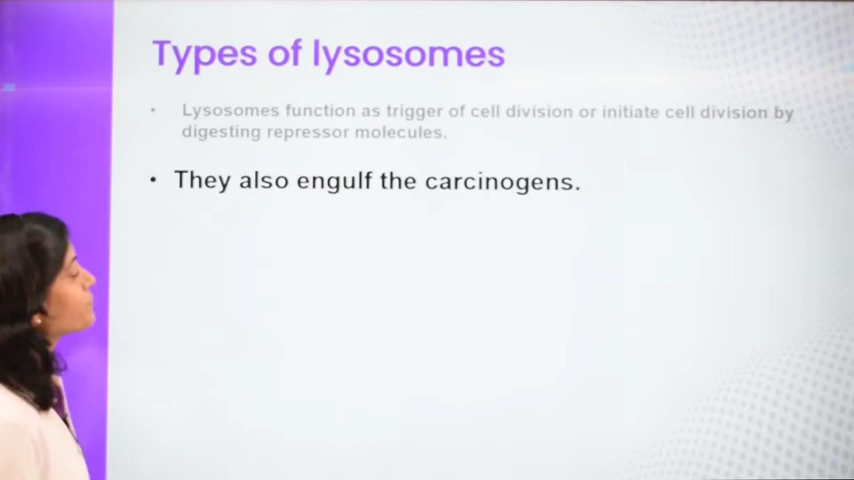 Types of lysosomes
• Lysosomes function as trigger of cell division or initiate cell division by
digesting repressor molecules.
• They also engulf the carcinogens.